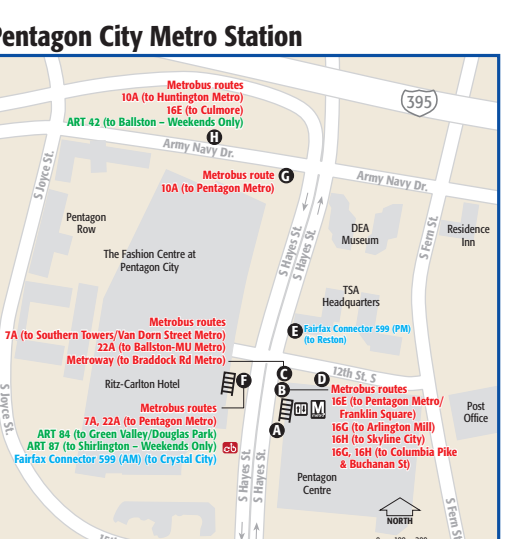 Pentagon City Metro Station
395
Metrobus routes
10A (to Huntington Metro)
16E (to Culmore)
ART 42 (to Ballston – Weekends Only)
H
Army Navy Dr.
S Joyce St.
Metrobus route
10A (to Pentagon Metro)
G
Army Navy Dr.
Pentagon
Row
The Fashion Centre at
Pentagon City
S Hayes St.
S Hayes St.
DEA
Museum
S Fern St.
Residence
Inn
TSA
Headquarters
Metrobus routes
7A (to Southern Towers/Van Dorn Street Metro)
22A (to Ballston-MU Metro)
Metroway (to Braddock Rd Metro)
E
Fairfax Connector 599 (PM)
(to Reston)
C
D
12th St. S
Ritz-Carlton Hotel
F
B
Metrobus routes
16E (to Pentagon Metro/
Franklin Square)
16G (to Arlington Mill)
16H (to Skyline City)
16G, 16H (to Columbia Pike
& Buchanan St)
M
A
S Joyce St.
Metrobus routes
7A, 22A (to Pentagon Metro)
ART 84 (to Green Valley/Douglas Park)
ART 87 (to Shirlington – Weekends Only)
cb
Fairfax Connector 599 (AM) (to Crystal City)
Post
Office
Pentagon
Centre
S Hayes St.
S Hayes St.
S Fern St
NORTH